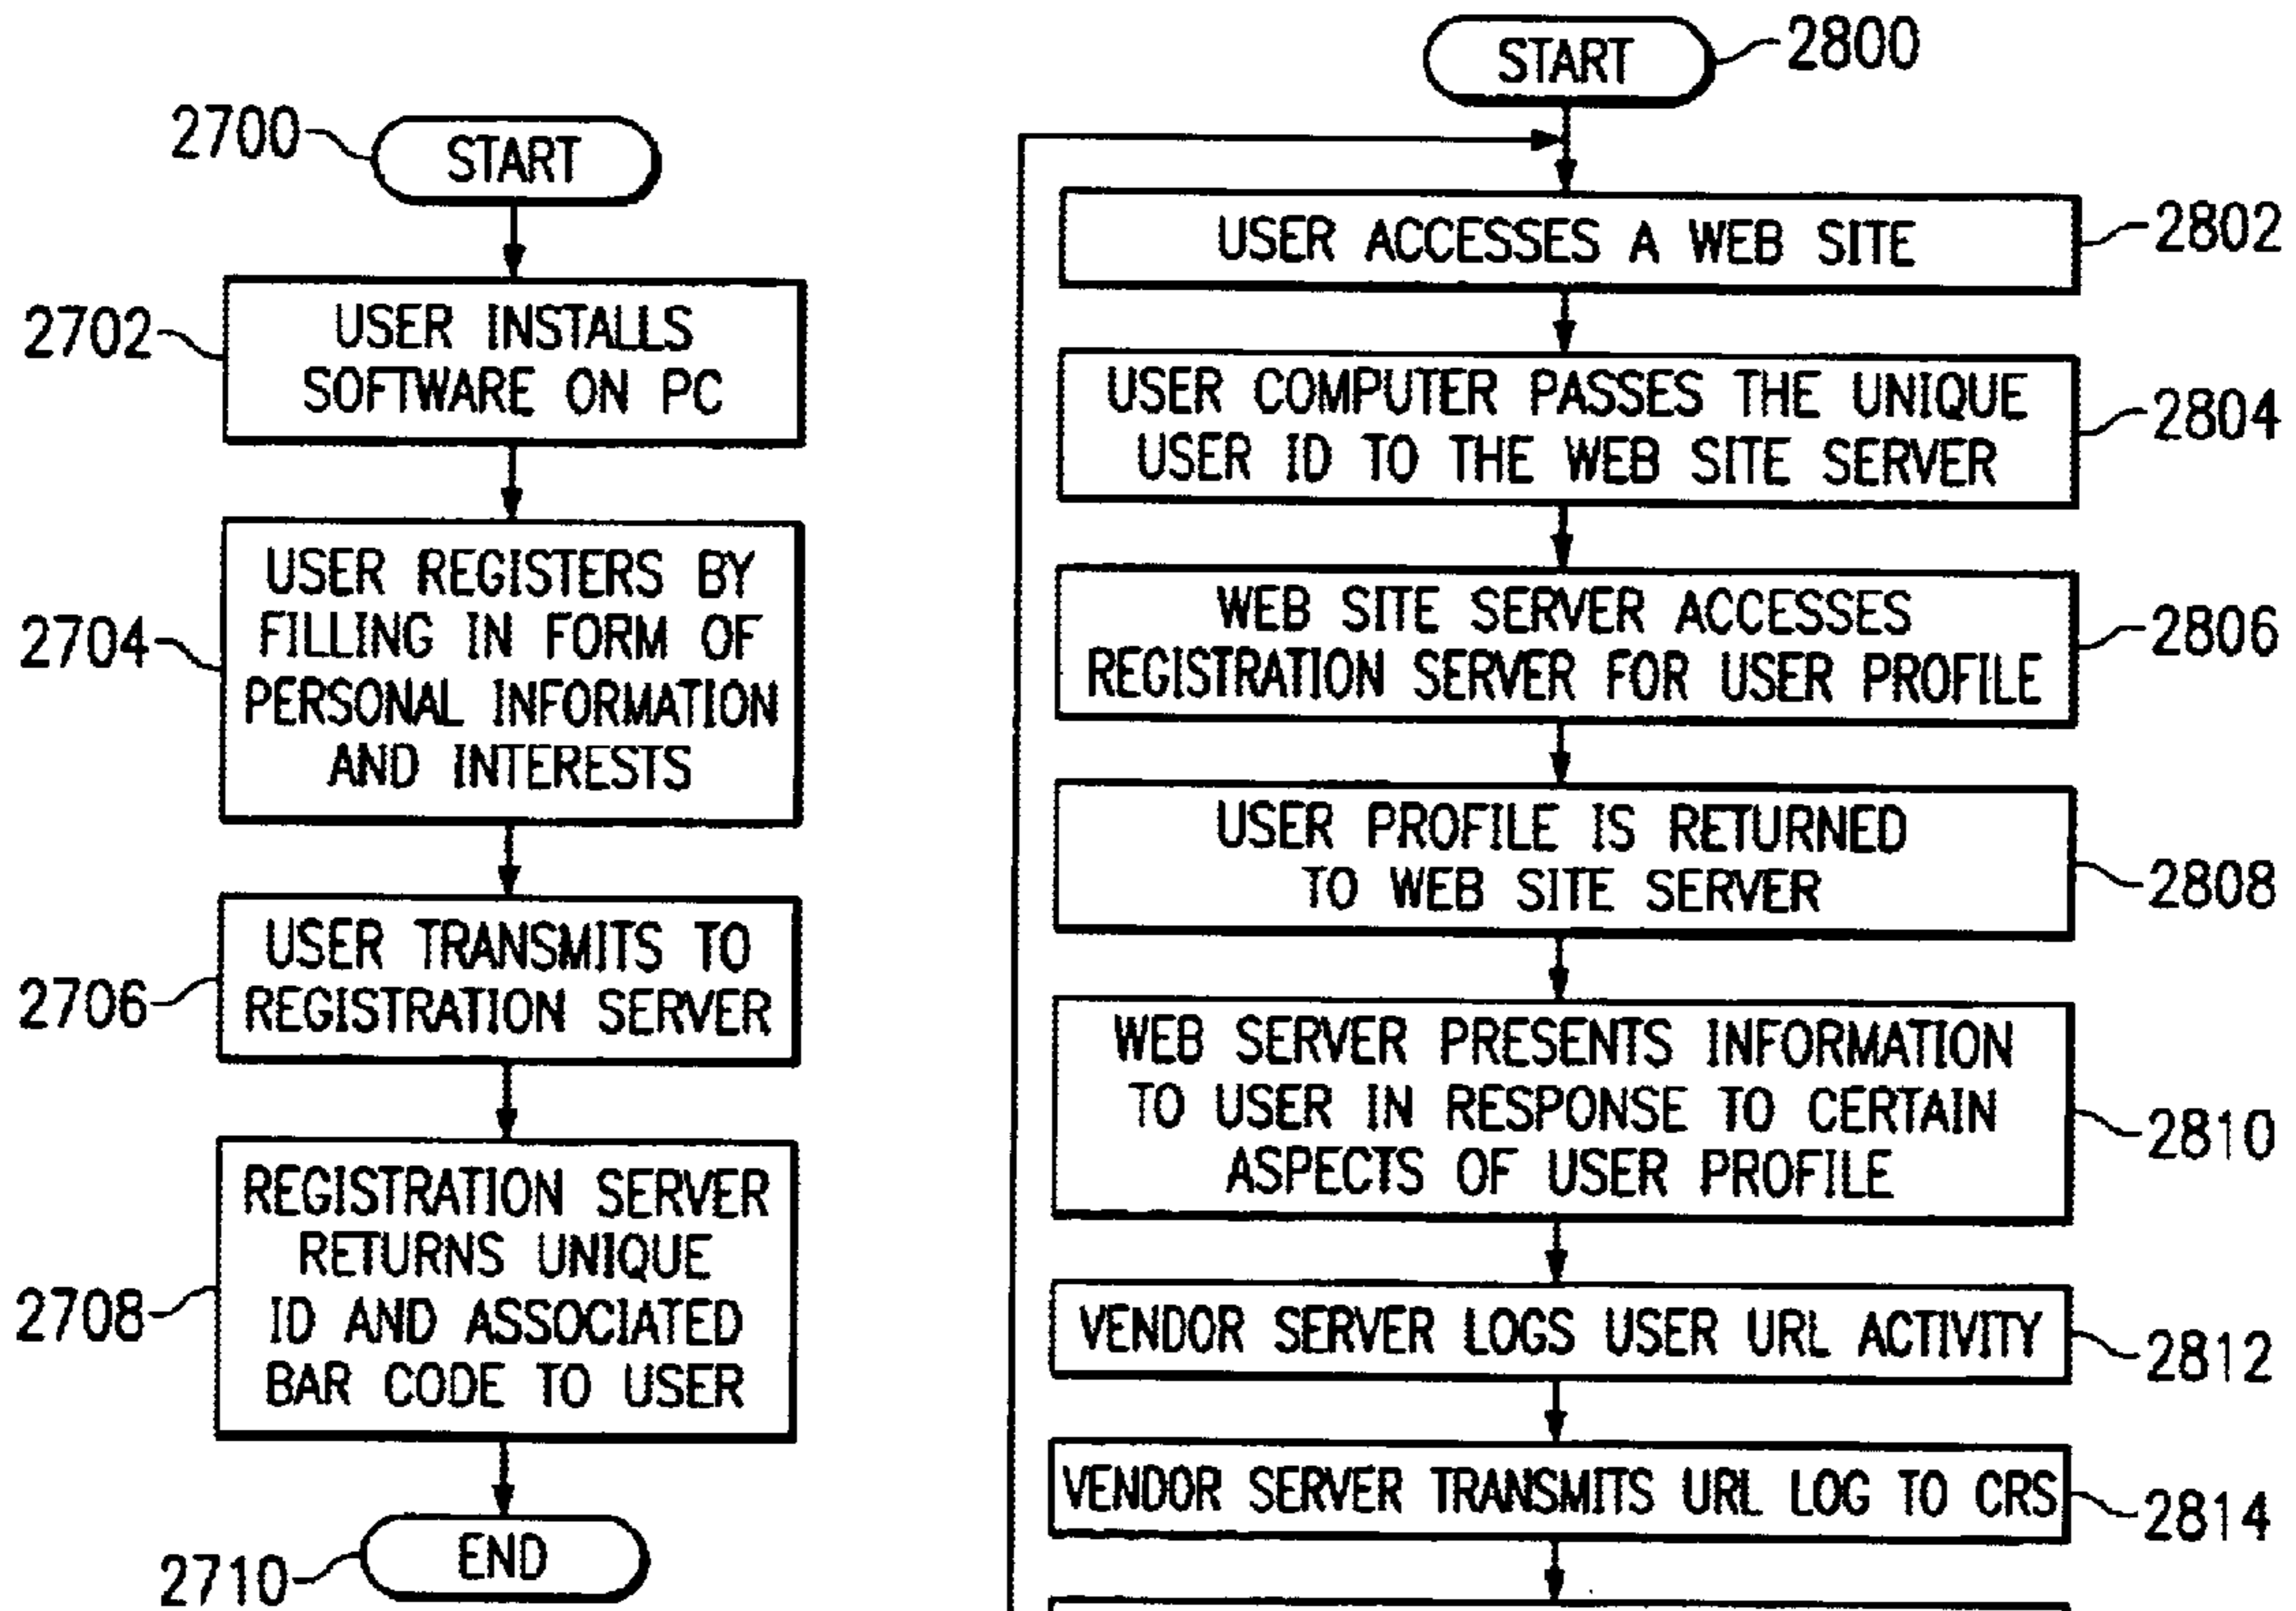 2700
START
2702
USER INSTALLS
SOFTWARE ON PC
2704
USER REGISTERS BY
FILLING IN FORM OF
PERSONAL INFORMATION
AND INTERESTS
2706
USER TRANSMITS TO
REGISTRATION SERVER
2708
REGISTRATION SERVER
RETURNS UNIQUE
ID AND ASSOCIATED
BAR CODE TO USER
2710
END
START
2800
USER ACCESSES A WEB SITE
2802
USER COMPUTER PASSES THE UNIQUE
USER ID TO THE WEB SITE SERVER
2804
WEB SITE SERVER ACCESSES
REGISTRATION SERVER FOR USER PROFILE
2806
USER PROFILE IS RETURNED
TO WEB SITE SERVER
2808
WEB SERVER PRESENTS INFORMATION
TO USER IN RESPONSE TO CERTAIN
ASPECTS OF USER PROFILE
2810
VENDOR SERVER LOGS USER URL ACTIVITY
2812
VENDOR SERVER TRANSMITS URL LOG TO CRS
2814